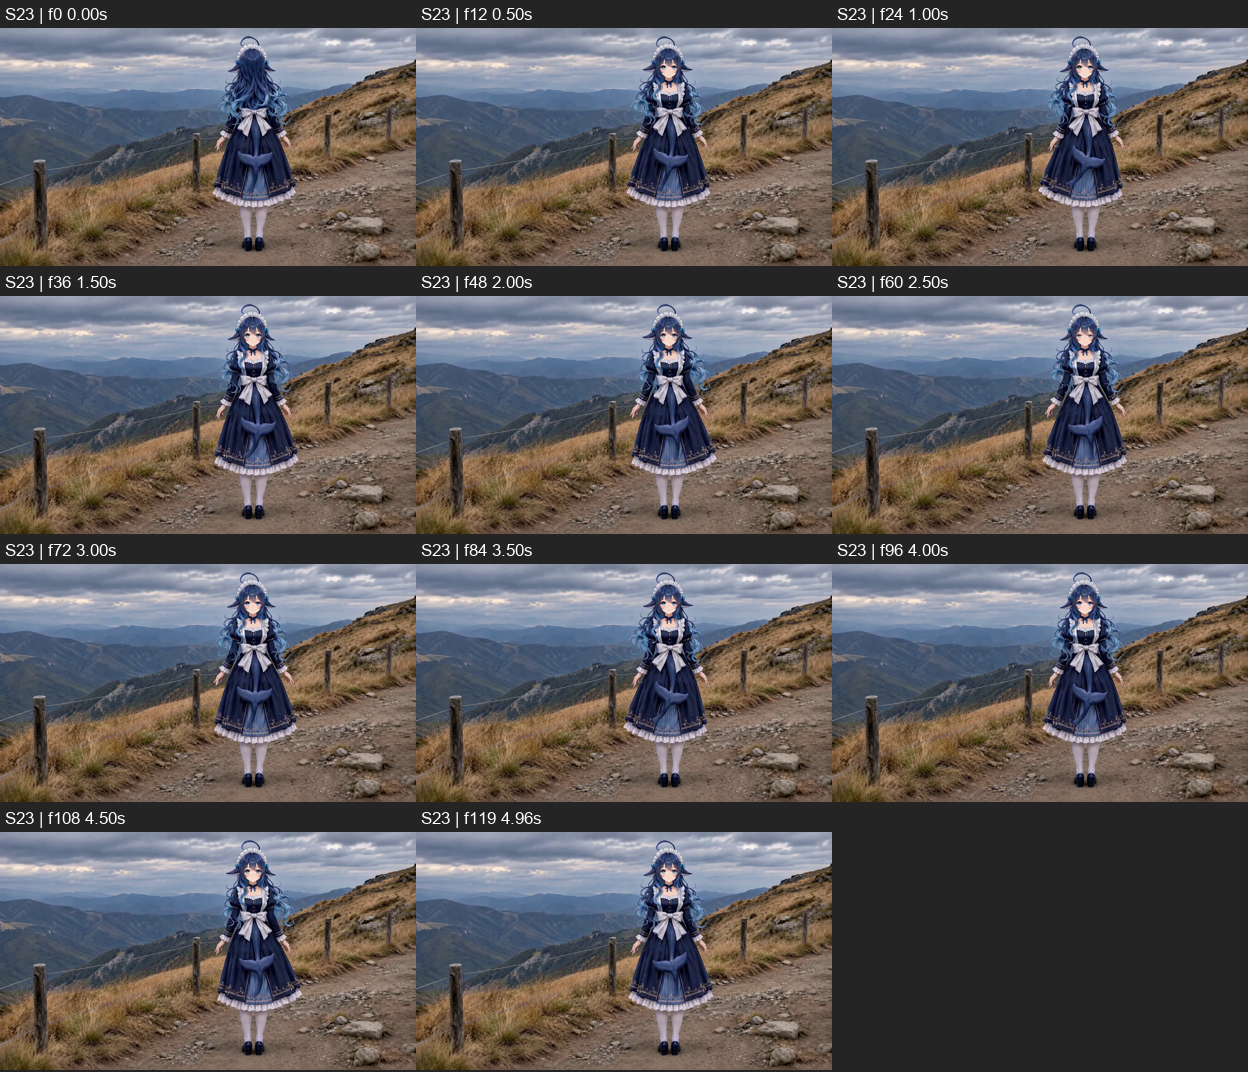 S23 | f0 0.00s
S23 | f12 0.50s
S23 | f24 1.00s
S23 | f36 1.50s
S23 | f48 2.00s
S23 | f60 2.50s
S23 | f72 3.00s
S23 | f84 3.50s
S23 | f96 4.00s
S23 | f108 4.50s
S23 | f119 4.96s